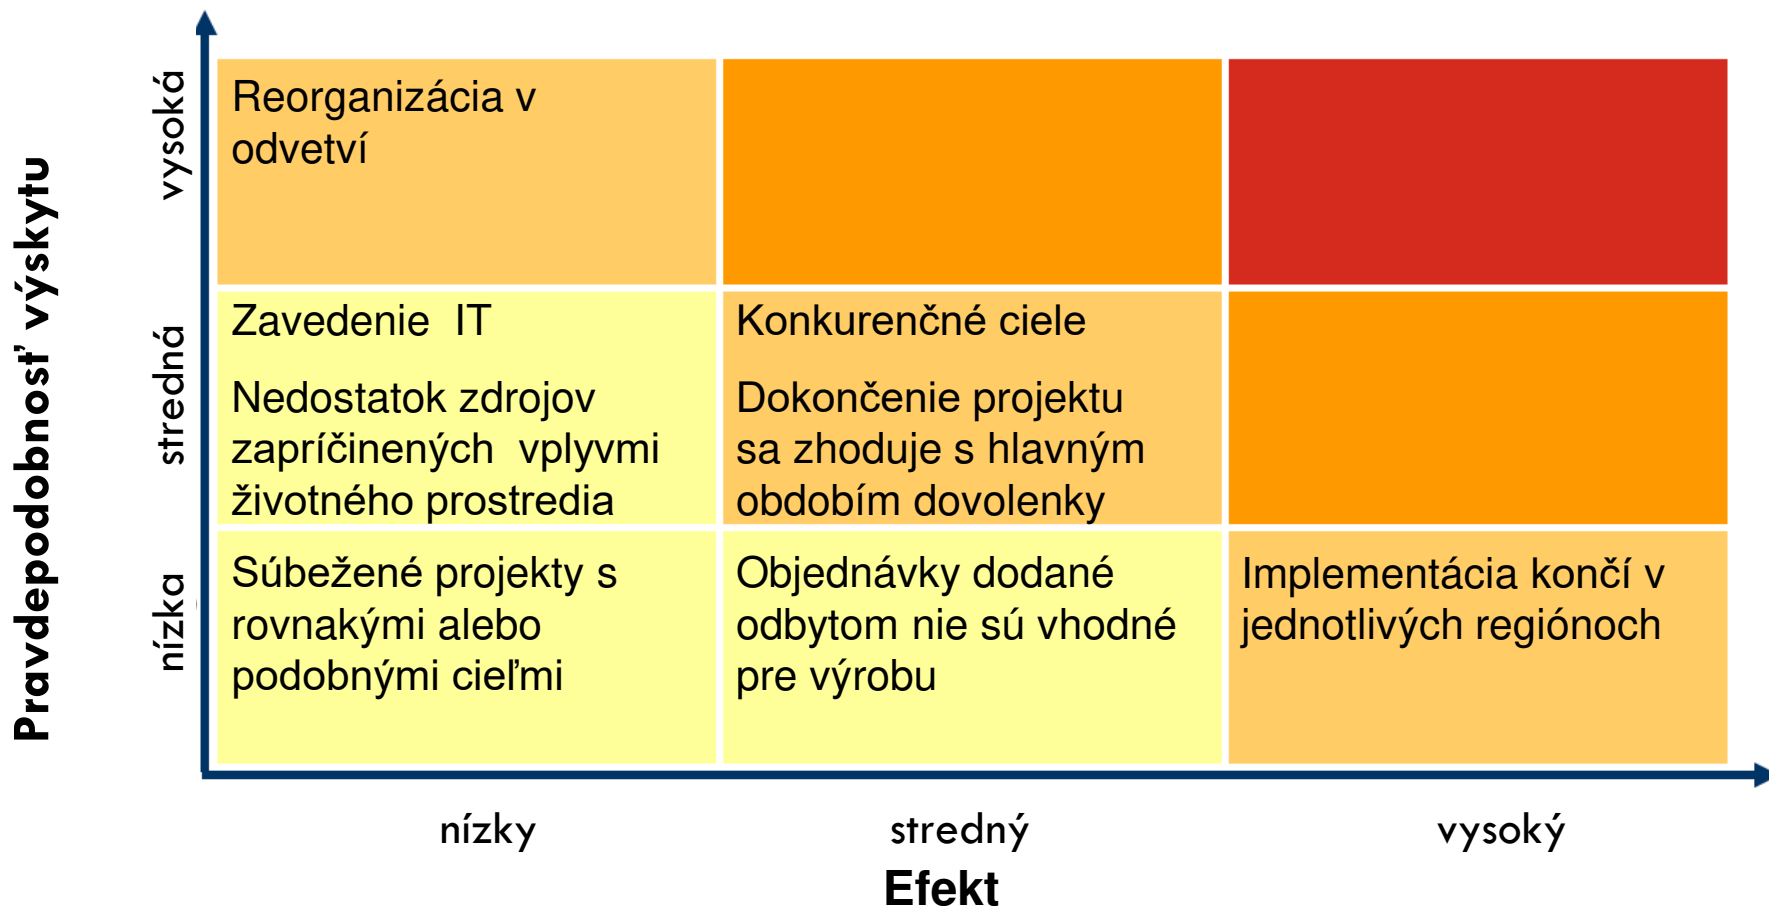 Pravdepodobnosť výskytu
vysoká
Reorganizácia v
odvetví
stredná
Zavedenie IT
Nedostatok zdrojov
zapríčinených vplyvmi
životného prostredia
Konkurenčné ciele
Dokončenie projektu
sa zhoduje s hlavným
obdobím dovolenky
nízka
Súbežené projekty s
rovnakými alebo
podobnými cieľmi
Objednávky dodané
odbytom nie sú vhodné
pre výrobu
Implementácia končí v
jednotlivých regiónoch
nízky
stredný
vysoký
Efekt